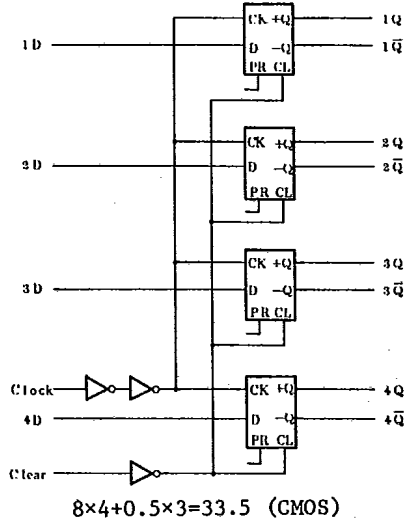 CK +Q 1Q
1D D -Q 1Q̅
PR CL
CK +Q 2Q
2D D -Q 2Q̅
PR CL
CK +Q 3Q
3D D -Q 3Q̅
PR CL
Clock CK +Q 4Q
4D D -Q 4Q̅
PR CL
Clear
8×4+0.5×3=33.5 (CMOS)